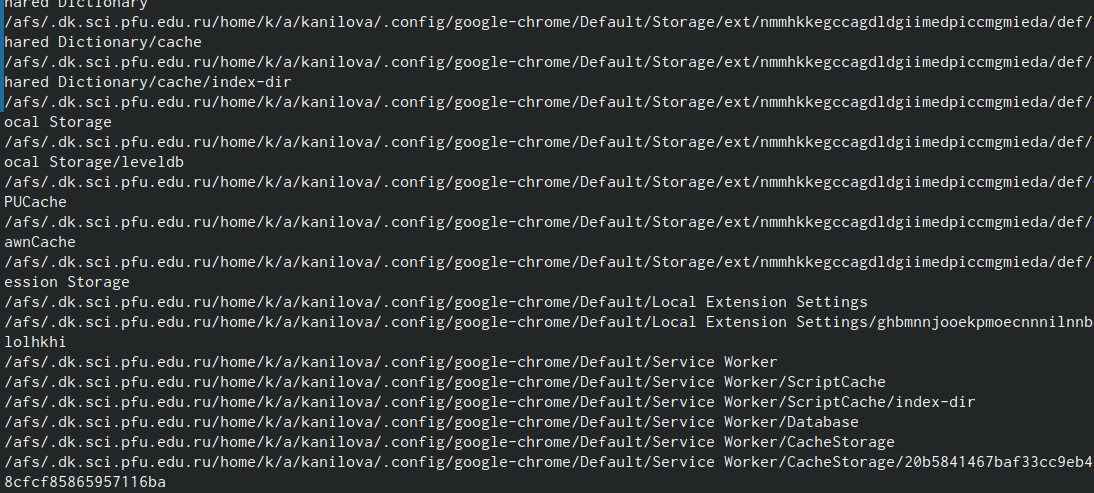 hared Dictionary
/afs/.dk.sci.pfu.edu.ru/home/k/a/kanilova/.config/google-chrome/Default/Storage/ext/nmmhkkegccagdldgiimedpiccmgmieda/def/
hared Dictionary/cache
/afs/.dk.sci.pfu.edu.ru/home/k/a/kanilova/.config/google-chrome/Default/Storage/ext/nmmhkkegccagdldgiimedpiccmgmieda/def/
hared Dictionary/cache/index-dir
/afs/.dk.sci.pfu.edu.ru/home/k/a/kanilova/.config/google-chrome/Default/Storage/ext/nmmhkkegccagdldgiimedpiccmgmieda/def/
ocal Storage
/afs/.dk.sci.pfu.edu.ru/home/k/a/kanilova/.config/google-chrome/Default/Storage/ext/nmmhkkegccagdldgiimedpiccmgmieda/def/
ocal Storage/leveldb
/afs/.dk.sci.pfu.edu.ru/home/k/a/kanilova/.config/google-chrome/Default/Storage/ext/nmmhkkegccagdldgiimedpiccmgmieda/def/
PUCache
/afs/.dk.sci.pfu.edu.ru/home/k/a/kanilova/.config/google-chrome/Default/Storage/ext/nmmhkkegccagdldgiimedpiccmgmieda/def/
awnCache
/afs/.dk.sci.pfu.edu.ru/home/k/a/kanilova/.config/google-chrome/Default/Storage/ext/nmmhkkegccagdldgiimedpiccmgmieda/def/
ession Storage
/afs/.dk.sci.pfu.edu.ru/home/k/a/kanilova/.config/google-chrome/Default/Local Extension Settings
/afs/.dk.sci.pfu.edu.ru/home/k/a/kanilova/.config/google-chrome/Default/Local Extension Settings/ghbmnnjooekpmoecnnnilnnb
lolhkhi
/afs/.dk.sci.pfu.edu.ru/home/k/a/kanilova/.config/google-chrome/Default/Service Worker
/afs/.dk.sci.pfu.edu.ru/home/k/a/kanilova/.config/google-chrome/Default/Service Worker/ScriptCache
/afs/.dk.sci.pfu.edu.ru/home/k/a/kanilova/.config/google-chrome/Default/Service Worker/ScriptCache/index-dir
/afs/.dk.sci.pfu.edu.ru/home/k/a/kanilova/.config/google-chrome/Default/Service Worker/Database
/afs/.dk.sci.pfu.edu.ru/home/k/a/kanilova/.config/google-chrome/Default/Service Worker/CacheStorage
/afs/.dk.sci.pfu.edu.ru/home/k/a/kanilova/.config/google-chrome/Default/Service Worker/CacheStorage/20b5841467baf33cc9eb4
8cfcf85865957116ba